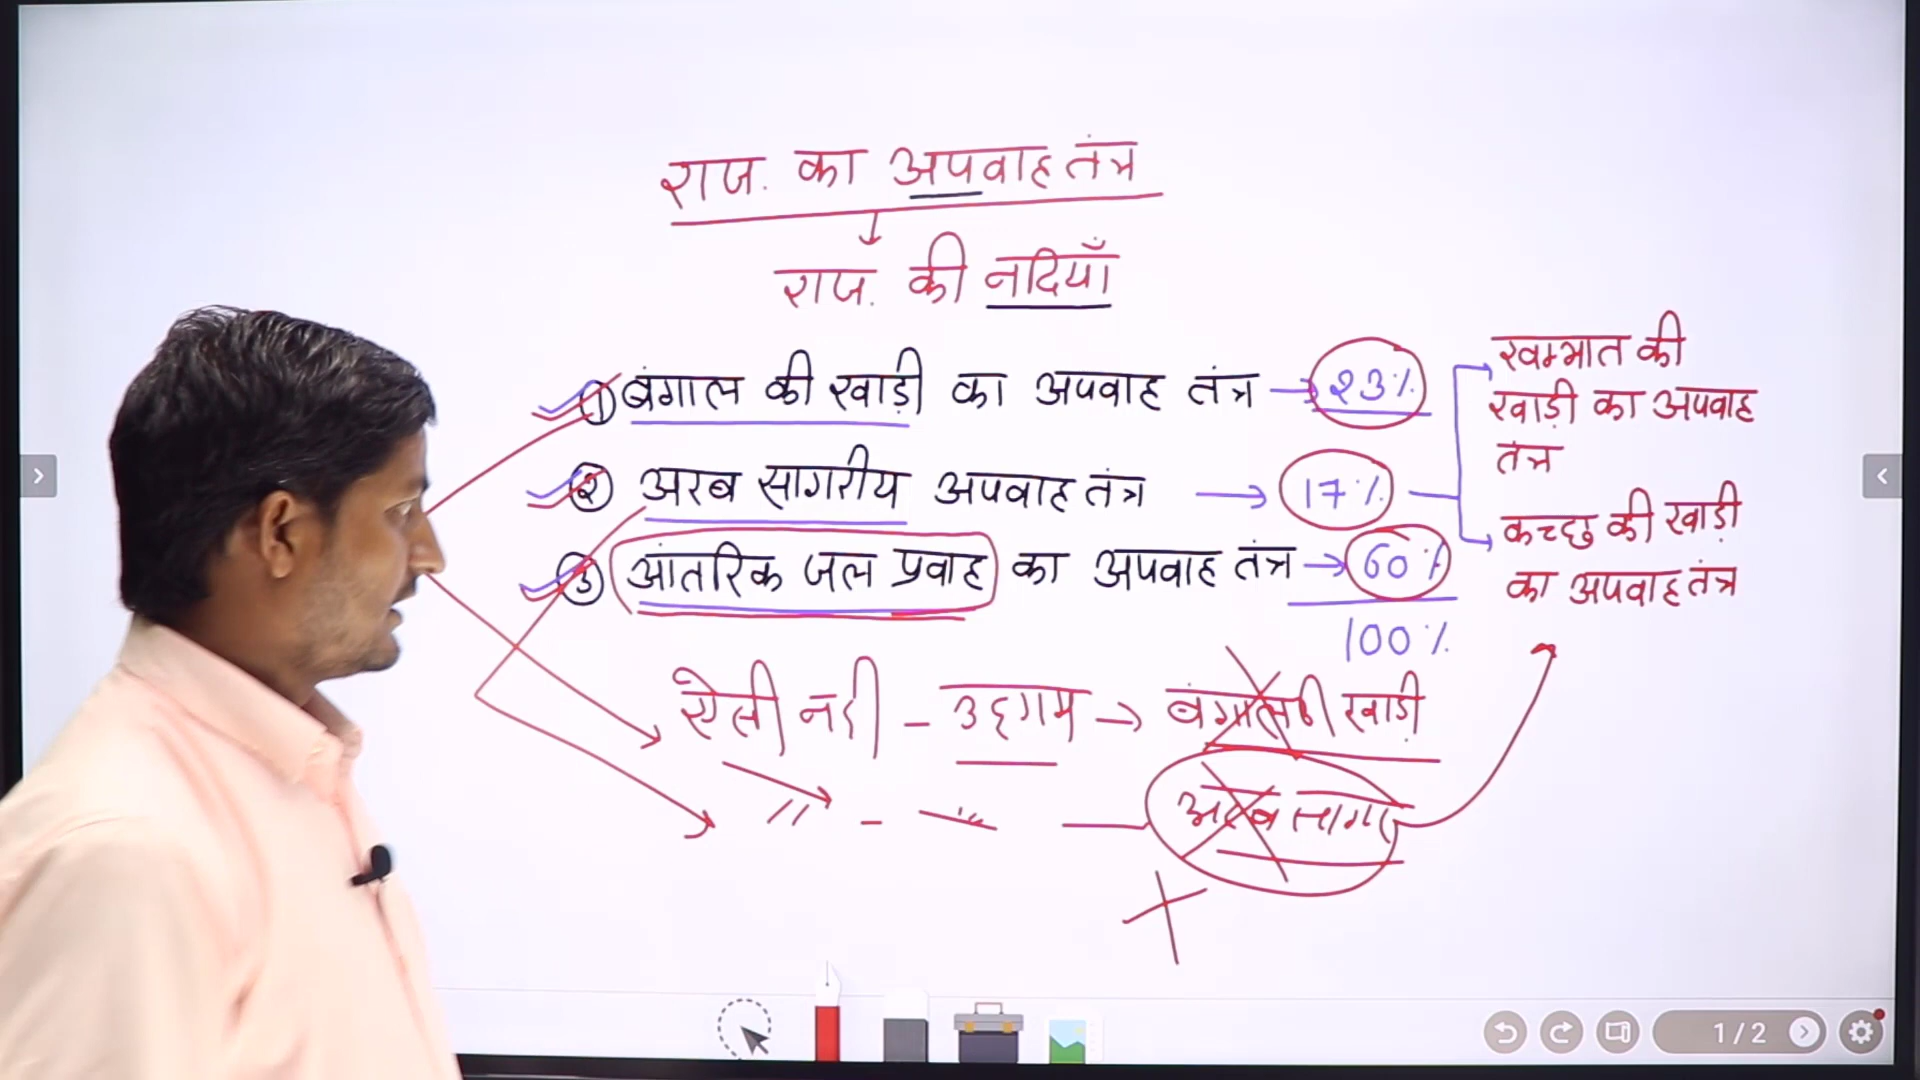 राज. का अपवाह तंत्र
राज. की नदियाँ
① बंगाल की खाड़ी का अपवाह तंत्र → 23%
② अरब सागरीय अपवाह तंत्र → 17%
③ आंतरिक जल प्रवाह का अपवाह तंत्र → 60%
100%
खम्भात की
खाड़ी का अपवाह
तंत्र
कच्छ की खाड़ी
का अपवाह तंत्र
ऐसी नदी - उद्गम → बंगाल की खाड़ी
〃 - 〃 — अरब सागर
1/2